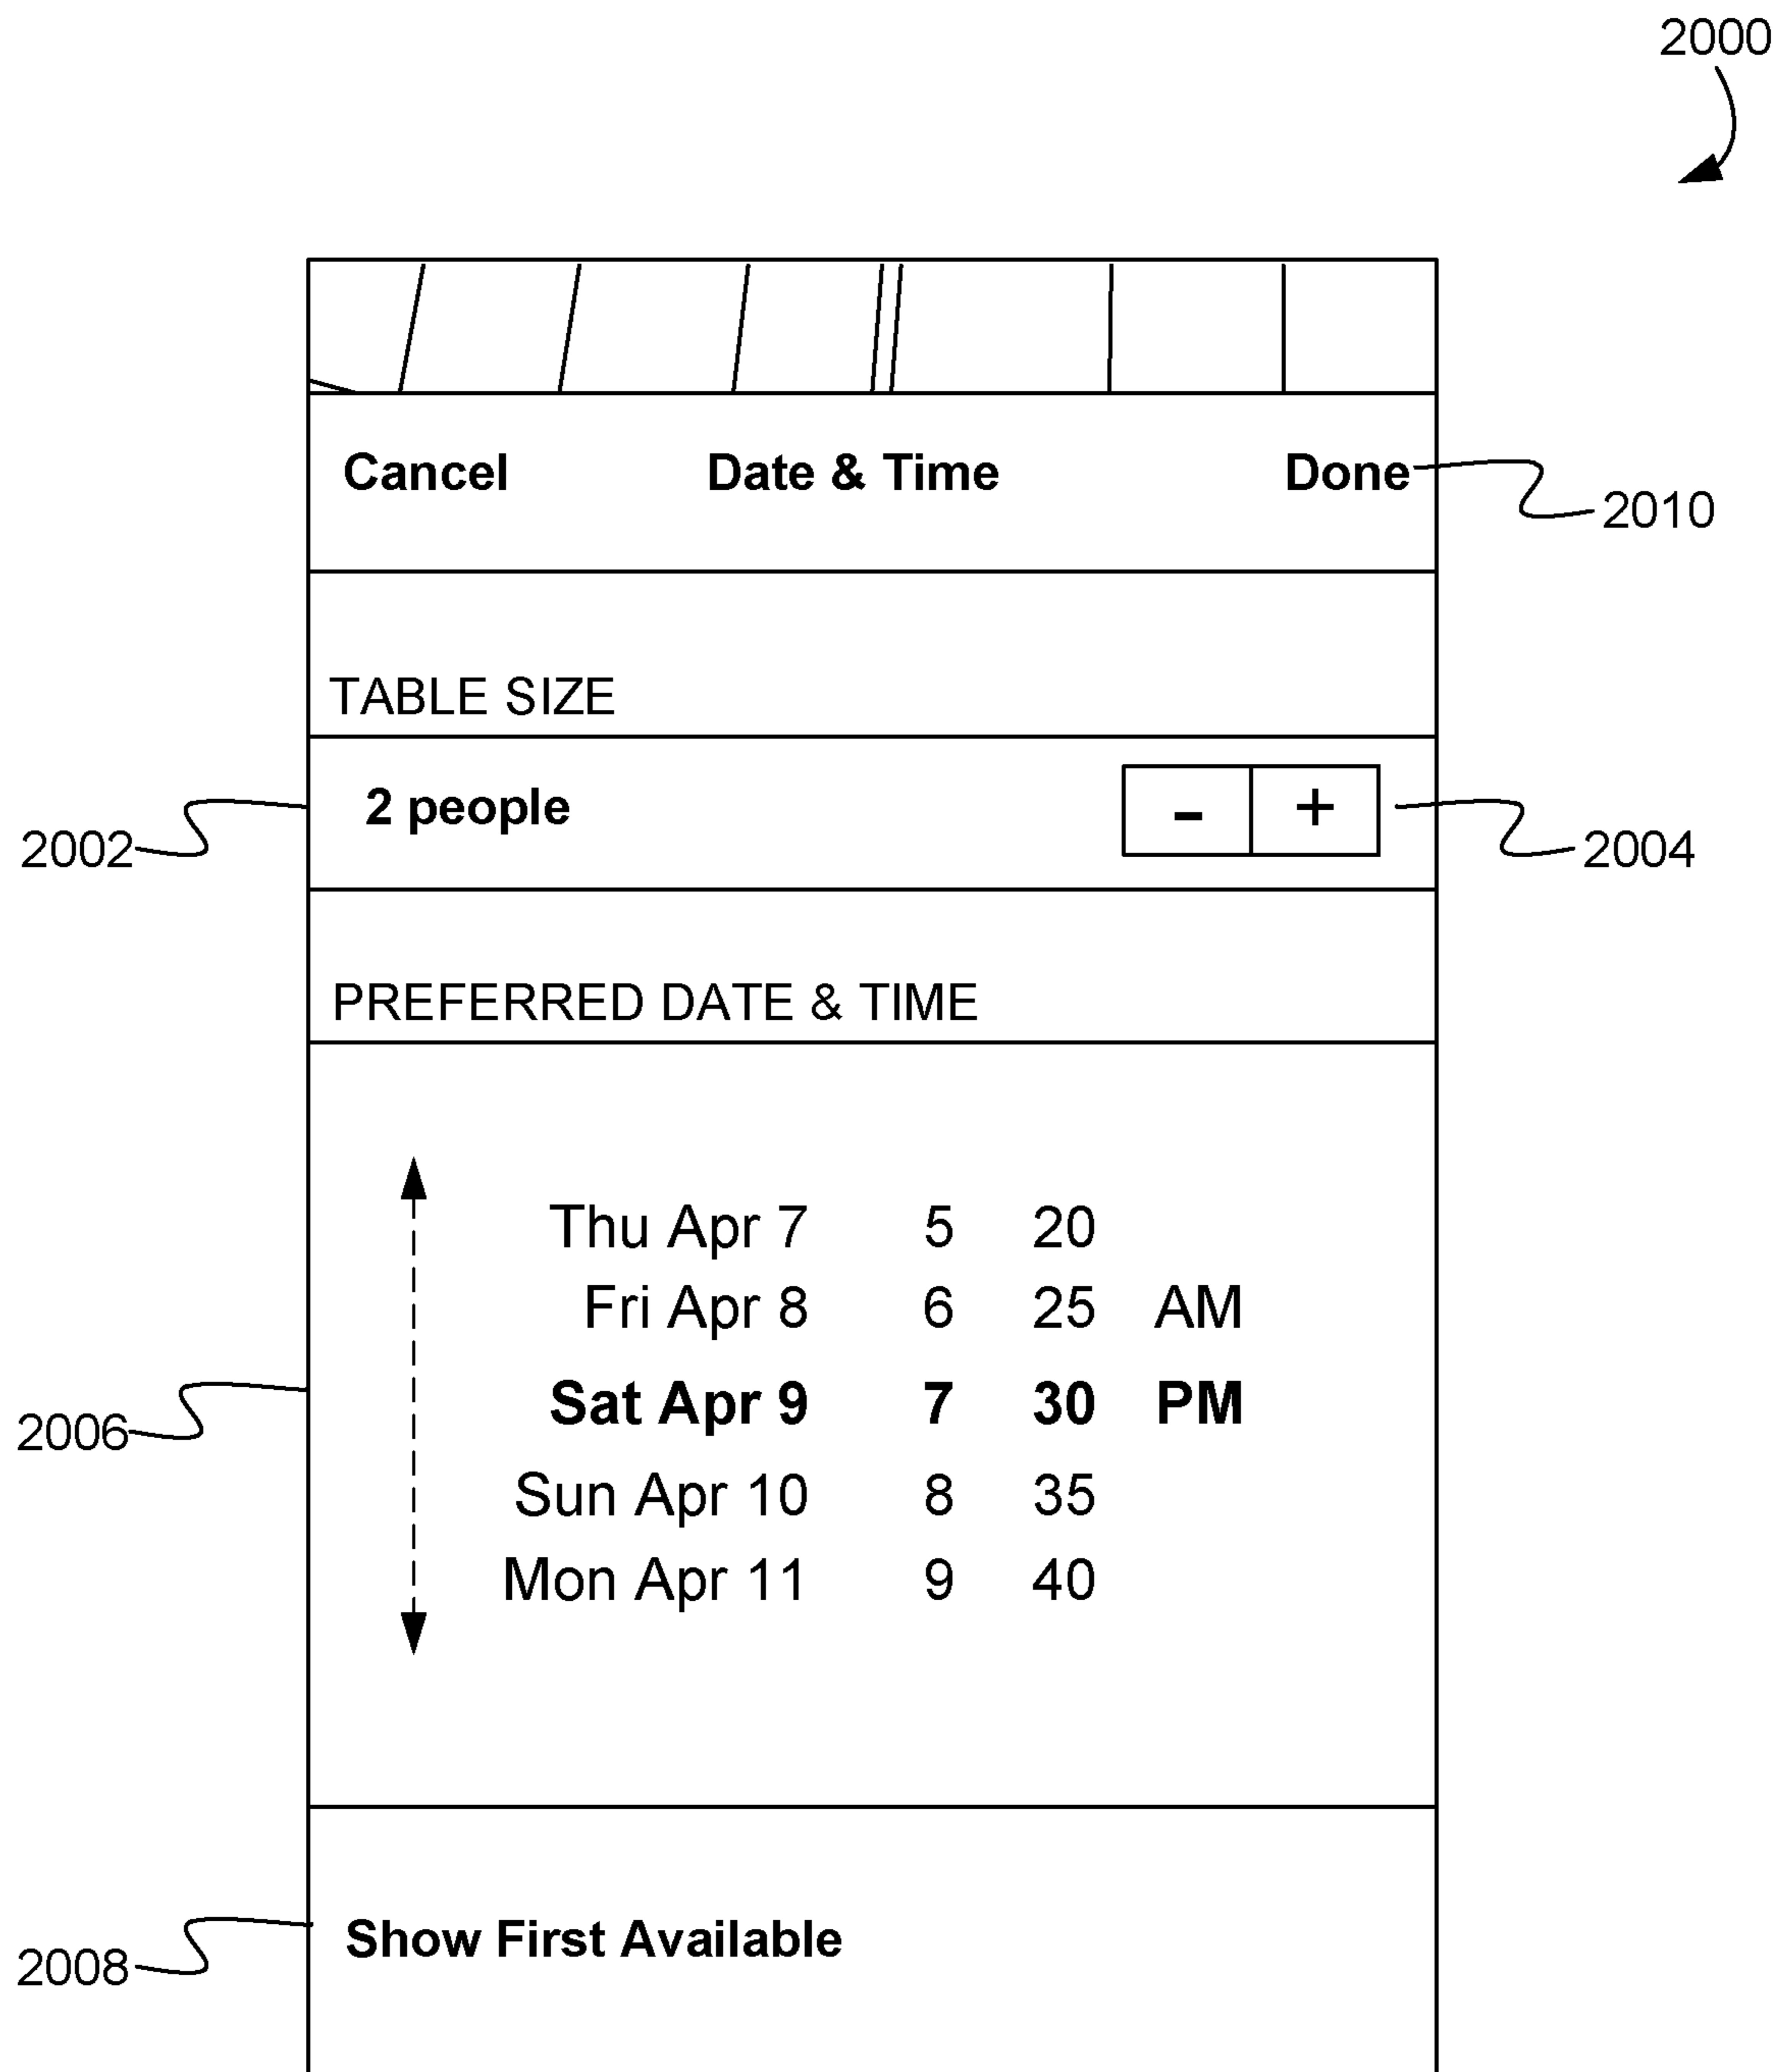 2000
Cancel Date & Time Done
2010
TABLE SIZE
2 people - +
2002 2004
PREFERRED DATE & TIME
Thu Apr 7 5 20
Fri Apr 8 6 25 AM
Sat Apr 9 7 30 PM
2006
Sun Apr 10 8 35
Mon Apr 11 9 40
Show First Available
2008